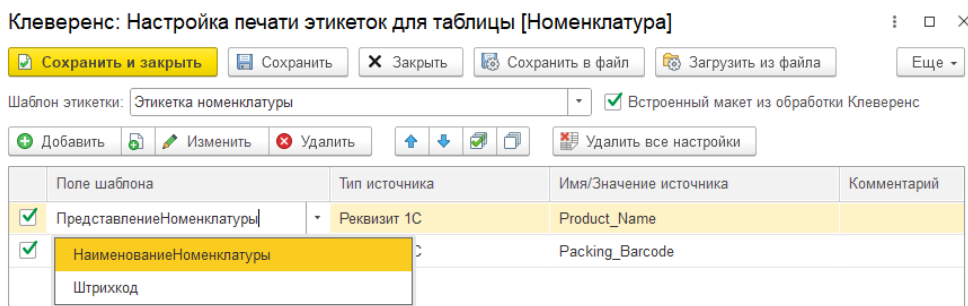 Клеверенс: Настройка печати этикеток для таблицы [Номенклатура]
Сохранить и закрыть Сохранить Закрыть Сохранить в файл Загрузить из файла Еще
Шаблон этикетки: Этикетка номенклатуры Встроенный макет из обработки Клеверенс
Добавить Изменить Удалить Удалить все настройки
Поле шаблона Тип источника Имя/Значение источника Комментарий
ПредставлениеНоменклатуры Реквизит 1С Product_Name
С Packing_Barcode
НаименованиеНоменклатуры
Штрихкод